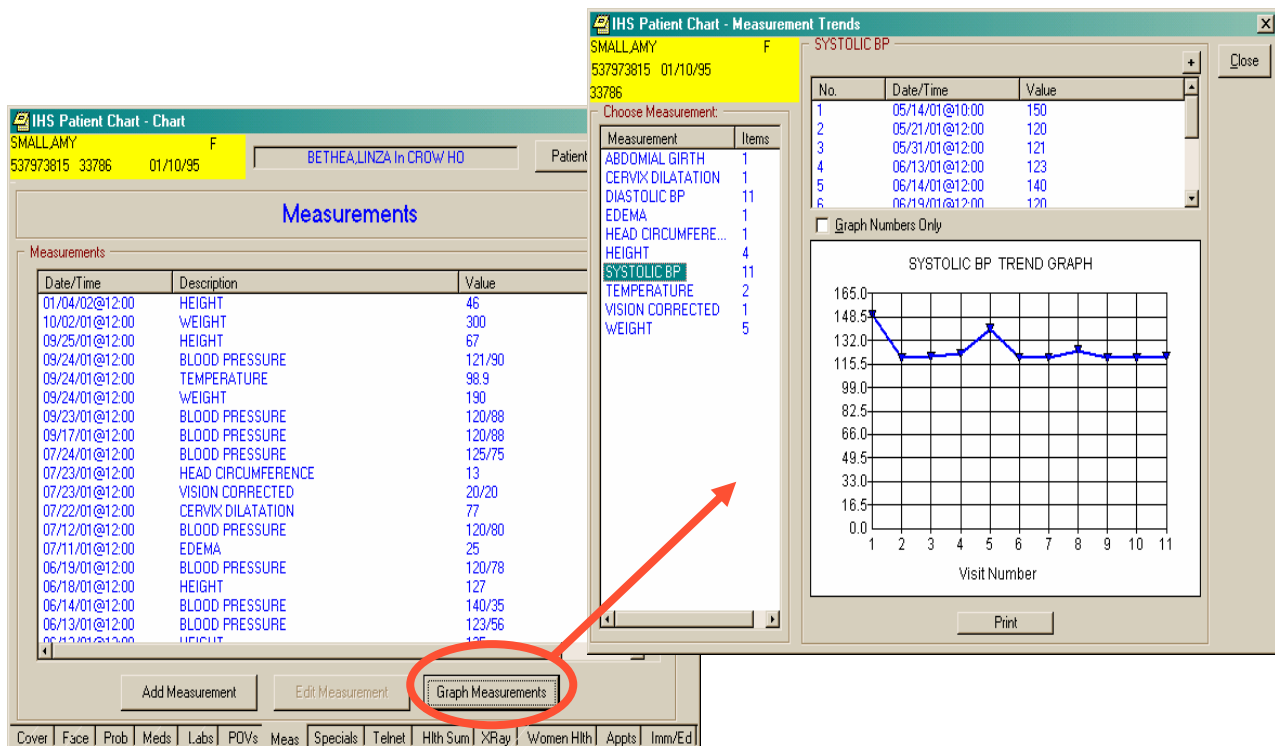 IHS Patient Chart - Chart
SMALL,AMY F
537973815 33786 01/10/95
BETHEA,LINZA In CROW HO
Patient
Measurements
Measurements
Date/Time Description Value
01/04/02@12:00 HEIGHT 46
10/02/01@12:00 WEIGHT 300
09/25/01@12:00 HEIGHT 67
09/24/01@12:00 BLOOD PRESSURE 121/90
09/24/01@12:00 TEMPERATURE 98.9
09/24/01@12:00 WEIGHT 190
09/23/01@12:00 BLOOD PRESSURE 120/88
09/17/01@12:00 BLOOD PRESSURE 120/88
07/24/01@12:00 BLOOD PRESSURE 125/75
07/23/01@12:00 HEAD CIRCUMFERENCE 13
07/23/01@12:00 VISION CORRECTED 20/20
07/22/01@12:00 CERVIX DILATATION 77
07/12/01@12:00 BLOOD PRESSURE 120/80
07/11/01@12:00 EDEMA 25
06/19/01@12:00 BLOOD PRESSURE 120/78
06/18/01@12:00 HEIGHT 127
06/14/01@12:00 BLOOD PRESSURE 140/35
06/13/01@12:00 BLOOD PRESSURE 123/56
HEIGHT
Add Measurement Edit Measurement Graph Measurements
Cover Face Prob Meds Labs POVs Meas Specials Telnet Hlth Sum XRay Women Hlth Appts Imm/Ed
IHS Patient Chart - Measurement Trends
SMALL,AMY F
537973815 01/10/95
33786
Choose Measurement:
Measurement Items
ABDOMIAL GIRTH 1
CERVIX DILATATION 1
DIASTOLIC BP 11
EDEMA 1
HEAD CIRCUMFERE... 1
HEIGHT 4
SYSTOLIC BP 11
TEMPERATURE 2
VISION CORRECTED 1
WEIGHT 5
SYSTOLIC BP
+
Close
No. Date/Time Value
1 05/14/01@10:00 150
2 05/21/01@12:00 120
3 05/31/01@12:00 121
4 06/13/01@12:00 123
5 06/14/01@12:00 140
6 06/19/01@12:00 120
Graph Numbers Only
SYSTOLIC BP TREND GRAPH
165.0
148.5
132.0
115.5
99.0
82.5
66.0
49.5
33.0
16.5
0.0
1 2 3 4 5 6 7 8 9 10 11
Visit Number
Print